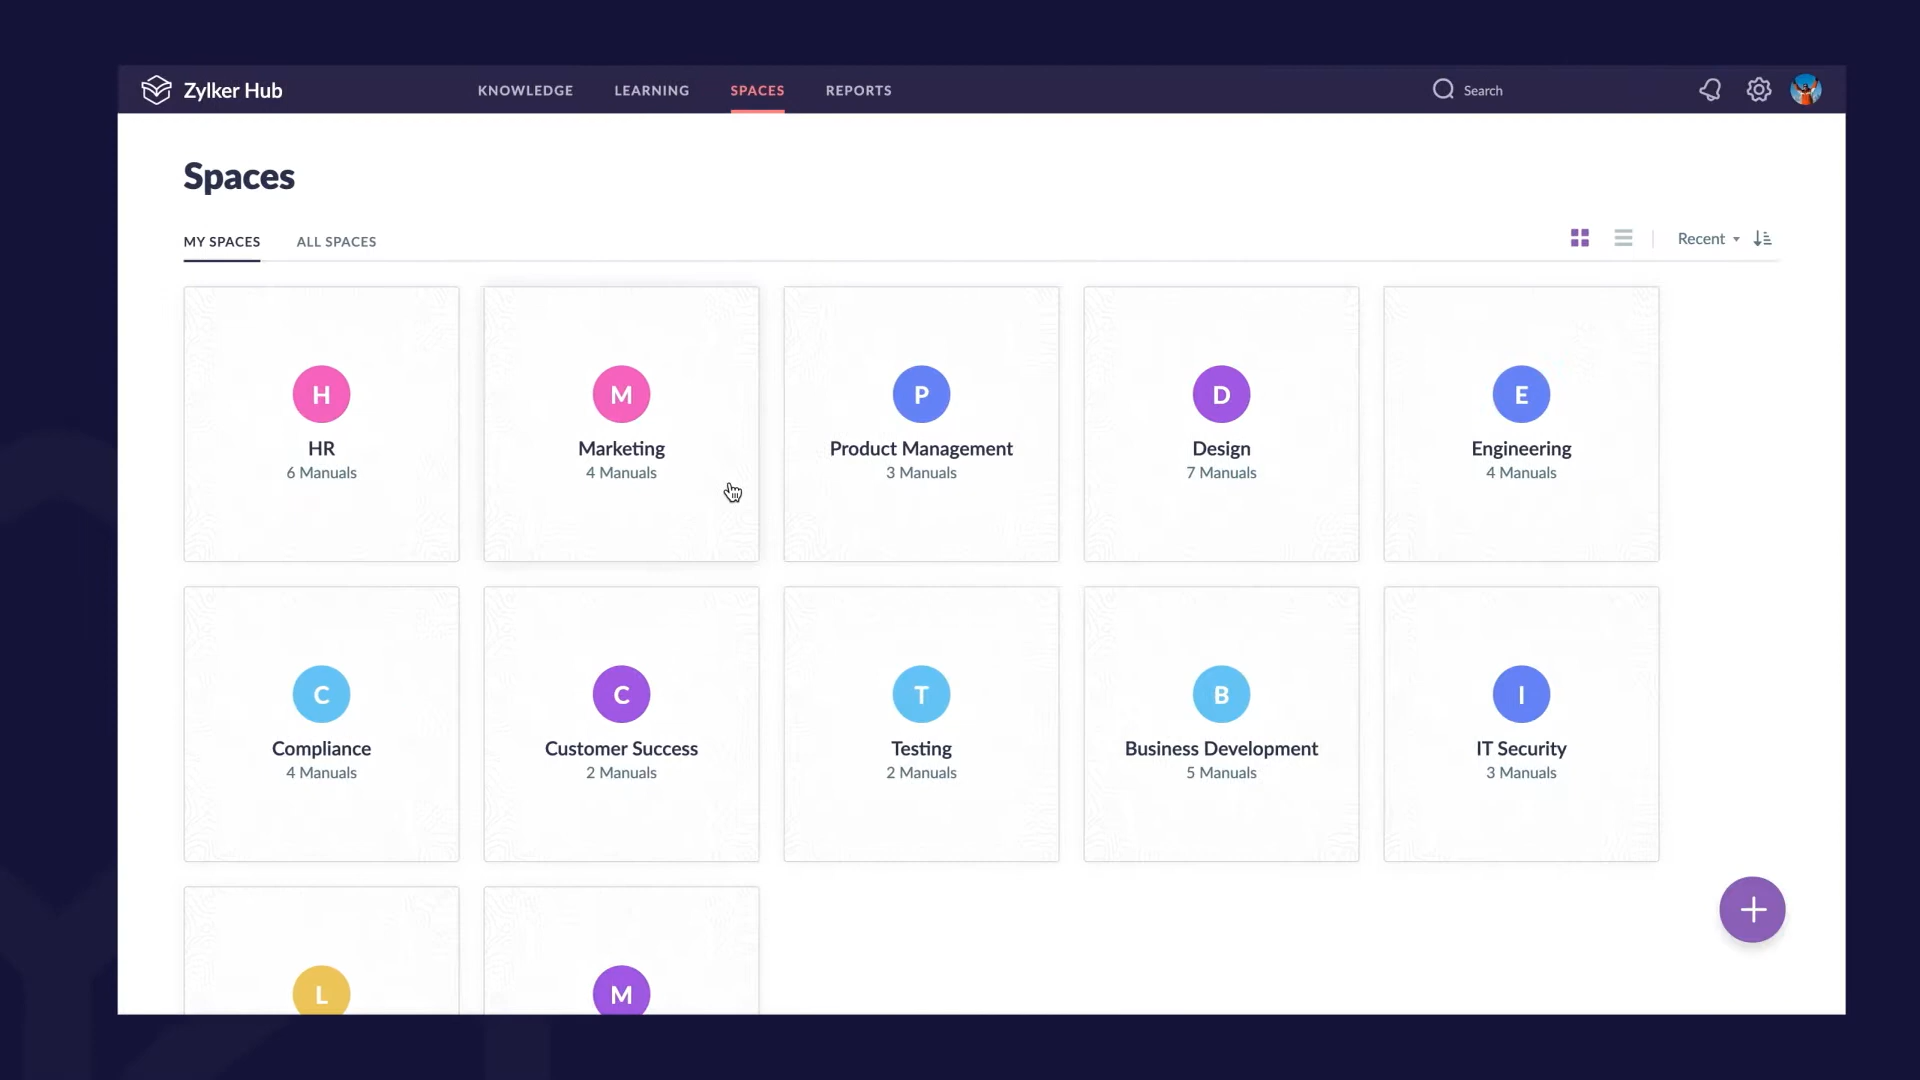 Zylker Hub
KNOWLEDGE
LEARNING
SPACES
REPORTS
Search
Spaces
MY SPACES
ALL SPACES
Recent
H
HR
6 Manuals
M
Marketing
4 Manuals
P
Product Management
3 Manuals
D
Design
7 Manuals
E
Engineering
4 Manuals
C
Compliance
4 Manuals
C
Customer Success
2 Manuals
T
Testing
2 Manuals
B
Business Development
5 Manuals
I
IT Security
3 Manuals
L
M